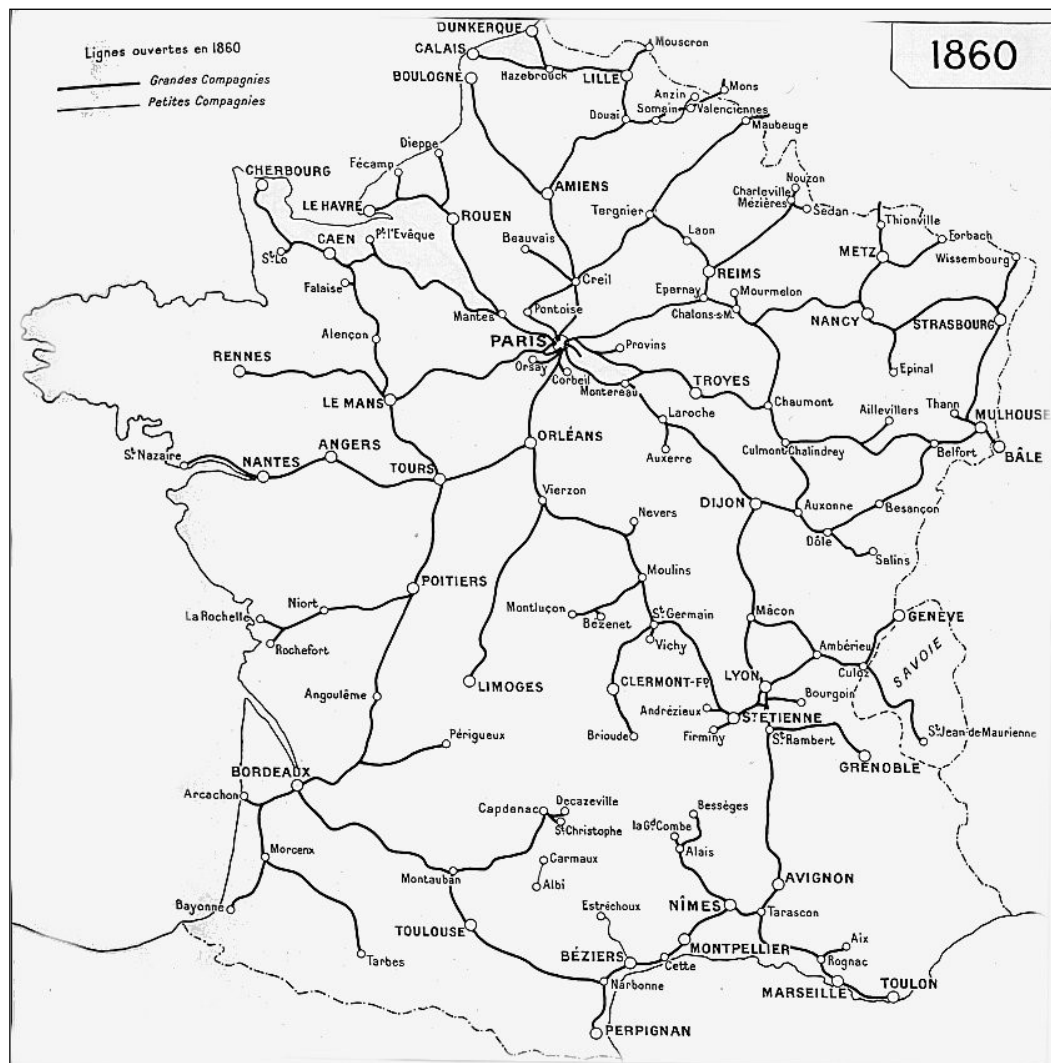 Lignes ouvertes en 1860
Grandes Compagnies
Petites Compagnies
1860
DUNKERQUE
CALAIS
BOULOGNE
Hazebrouck
LILLE
Mouscron
Anzin
Mons
Douai
Somain
Valenciennes
Maubeuge
Dieppe
Fécamp
CHERBOURG
LE HAVRE
ROUEN
AMIENS
Tergnier
Charleville
Mézières
Nouzon
Sédan
Thionville
Forbach
METZ
Wissembourg
CAEN
Pt l'Evêque
St Lo
Beauvais
Laon
Creil
REIMS
Falaise
Epernay
Mourmelon
Mantes
Pontoise
Chalons-s-M.
NANCY
STRASBOURG
Alençon
PARIS
Provins
Orsay
Corbeil
Montereau
TROYES
Epinal
RENNES
LE MANS
Chaumont
Laroche
Aillevillers
Thann
MULHOUSE
ANGERS
ORLÉANS
Auxerre
Culmont Chalindrey
Belfort
BÂLE
St Nazaire
NANTES
TOURS
Vierzon
DIJON
Auxonne
Besançon
Nevers
Dôle
Salins
POITIERS
Moulins
Niort
La Rochelle
Montluçon
Bézenet
St Germain
Mâcon
GENÈVE
Rochefort
Vichy
Ambérieu
SAVOIE
LIMOGES
CLERMONT-Fd
LYON
Culoz
Angoulême
Bourgoin
Andrézieux
ST ETIENNE
Brioude
Firminy
St Rambert
St Jean-de-Maurienne
Périgueux
GRENOBLE
BORDEAUX
Arcachon
Capdenac
Decazeville
St Christophe
Bessèges
la Gd Combe
Alais
Morcenx
Carmaux
Montauban
Albi
AVIGNON
Bayonne
Estréchoux
NÎMES
Tarascon
TOULOUSE
Aix
BÉZIERS
MONTPELLIER
Tarbes
Cette
Rognac
Narbonne
MARSEILLE
TOULON
PERPIGNAN